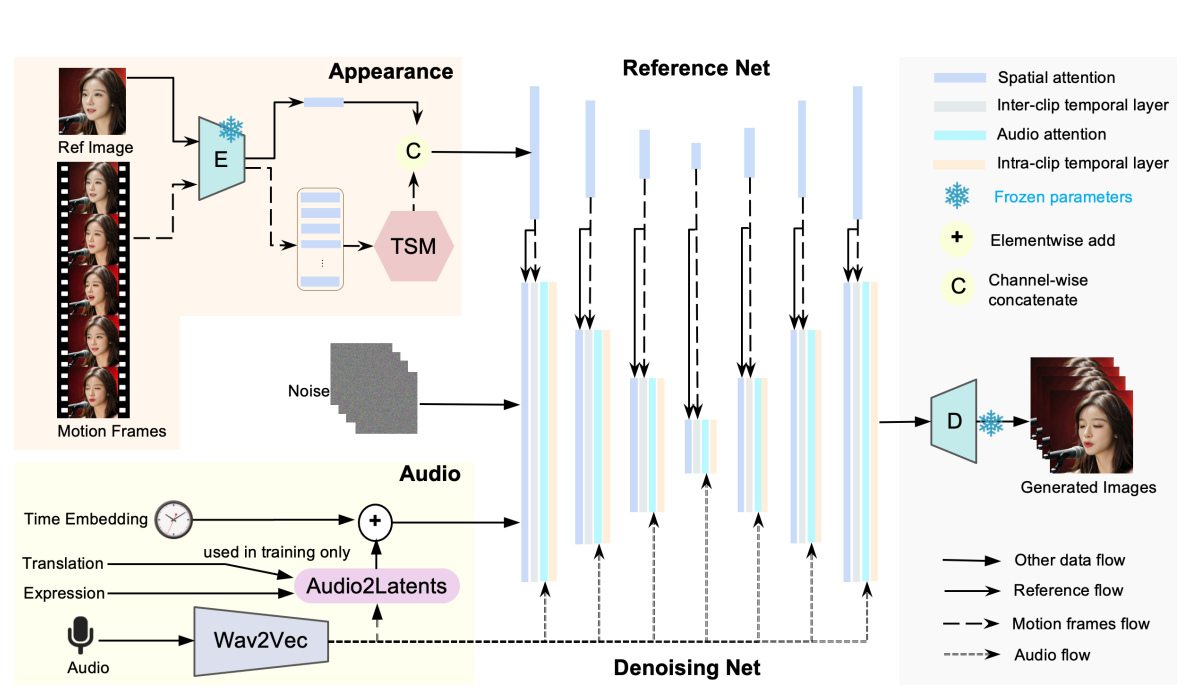 Appearance
Reference Net
Ref Image
E
C
TSM
Motion Frames
Noise
Audio
Time Embedding
+
used in training only
Translation
Audio2Latents
Expression
Wav2Vec
Audio
Denoising Net
Spatial attention
Inter-clip temporal layer
Audio attention
Intra-clip temporal layer
Frozen parameters
+
Elementwise add
C
Channel-wise
concatenate
D
Generated Images
Other data flow
Reference flow
Motion frames flow
Audio flow